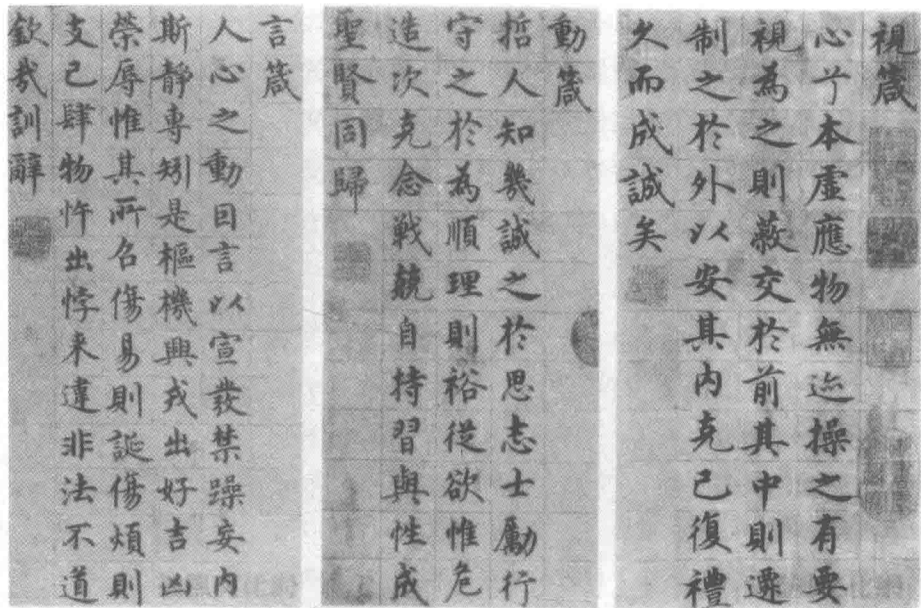 視箴
心兮本虛應物無迹操之有要
視為之則蔽交於前其中則遷
制之於外以安其內克己復禮
久而成誠矣
動箴
哲人知幾誠之於思志士勵行
守之於為順理則裕從欲惟危
造次克念戰兢自持習與性成
聖賢同歸
言箴
人心之動因言以宣發禁躁妄內
斯靜專矧是樞機興戎出好吉凶
榮辱惟其所召傷易則誕傷煩則
支己肆物忤出悖來違非法不道
欽哉訓辭